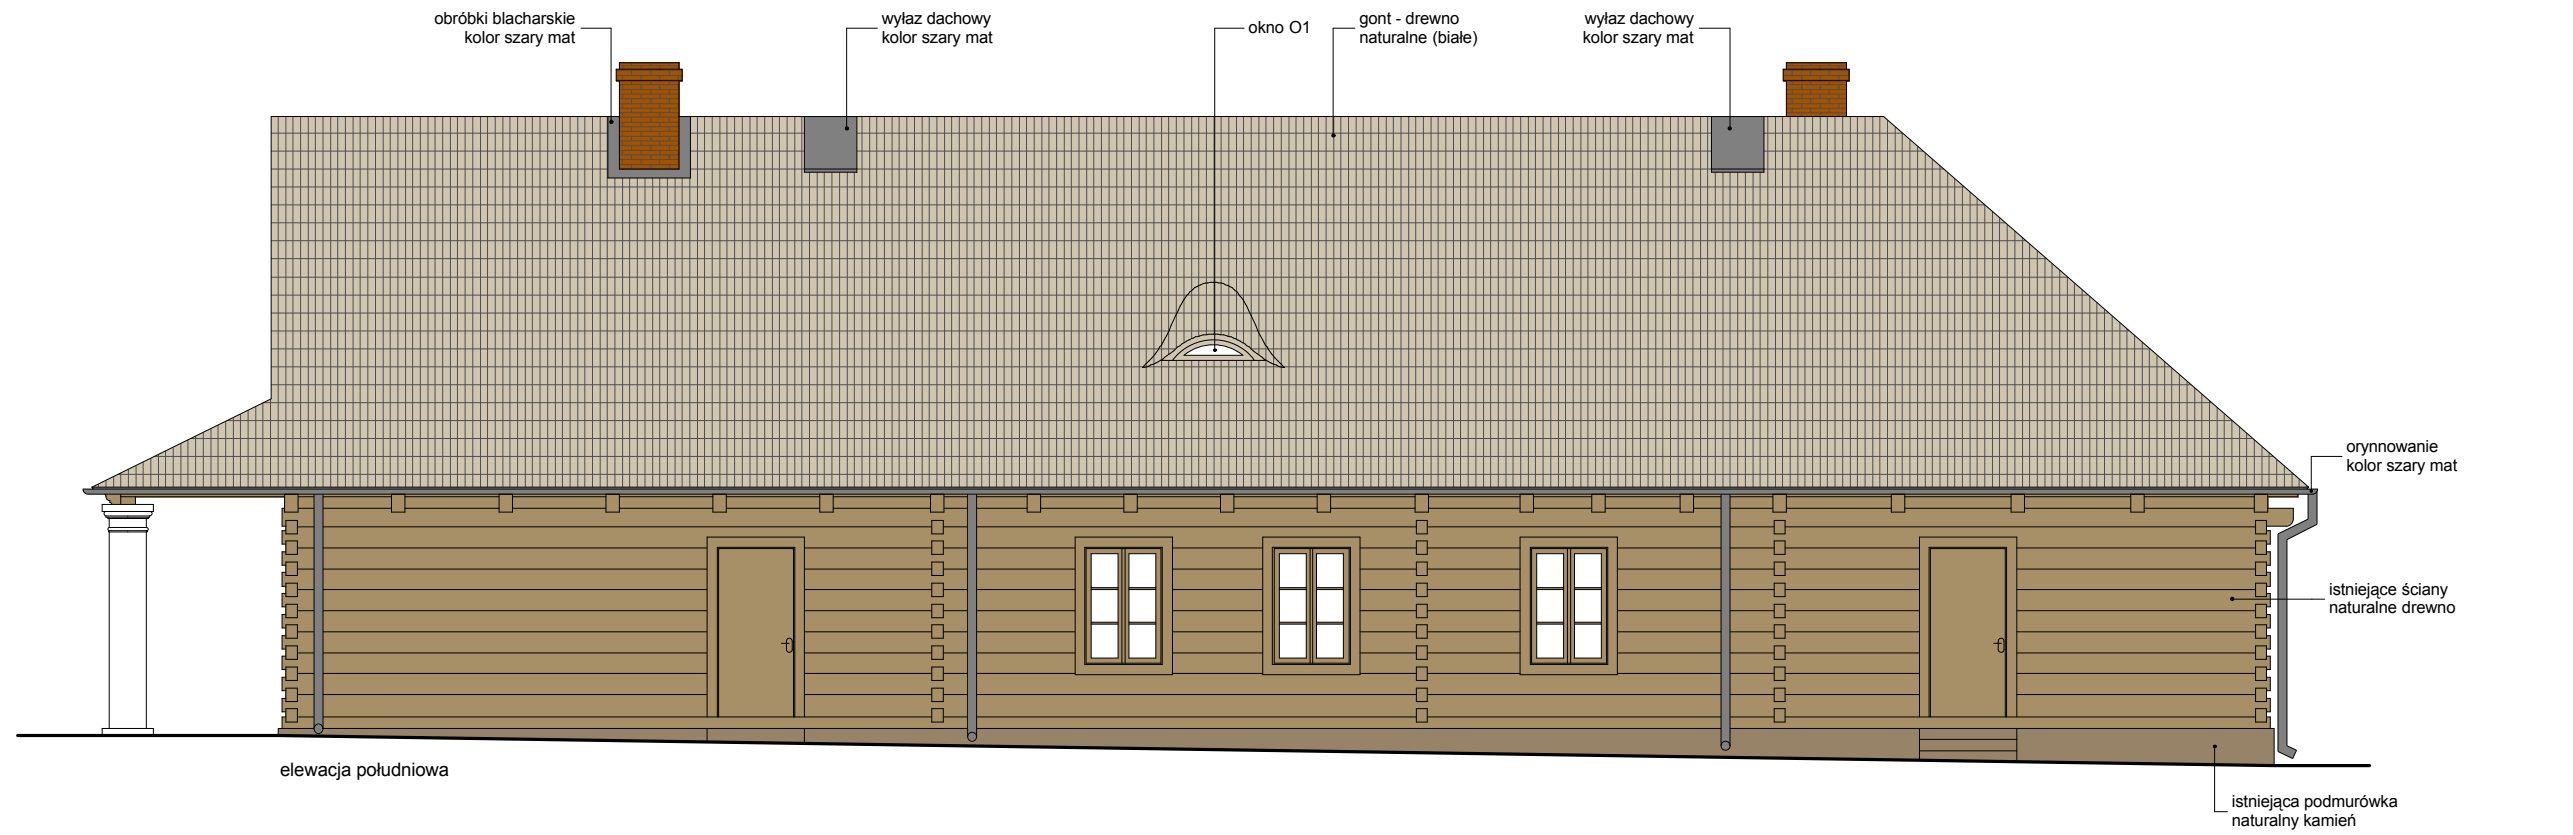 obróbki blacharskie
kolor szary mat
wyłaz dachowy
kolor szary mat
okno O1
gont - drewno
naturalne (białe)
wyłaz dachowy
kolor szary mat
orynnowanie
kolor szary mat
istniejące ściany
naturalne drewno
elewacja południowa
istniejąca podmurówka
naturalny kamień